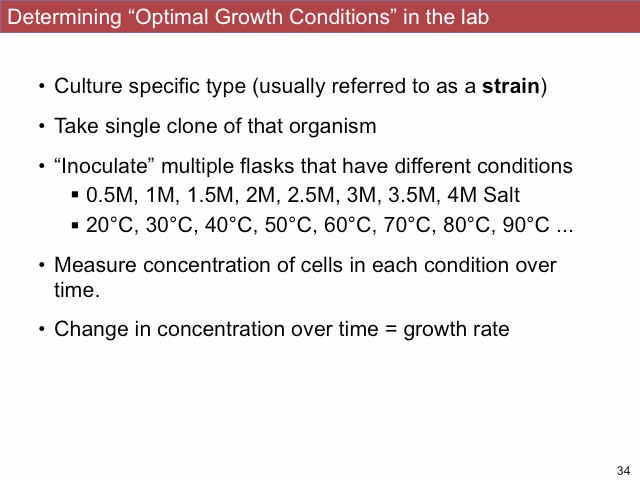 Determining “Optimal Growth Conditions” in the lab
• Culture specific type (usually referred to as a strain)
• Take single clone of that organism
• “Inoculate” multiple flasks that have different conditions
▪ 0.5M, 1M, 1.5M, 2M, 2.5M, 3M, 3.5M, 4M Salt
▪ 20°C, 30°C, 40°C, 50°C, 60°C, 70°C, 80°C, 90°C ...
• Measure concentration of cells in each condition over
time.
• Change in concentration over time = growth rate
34